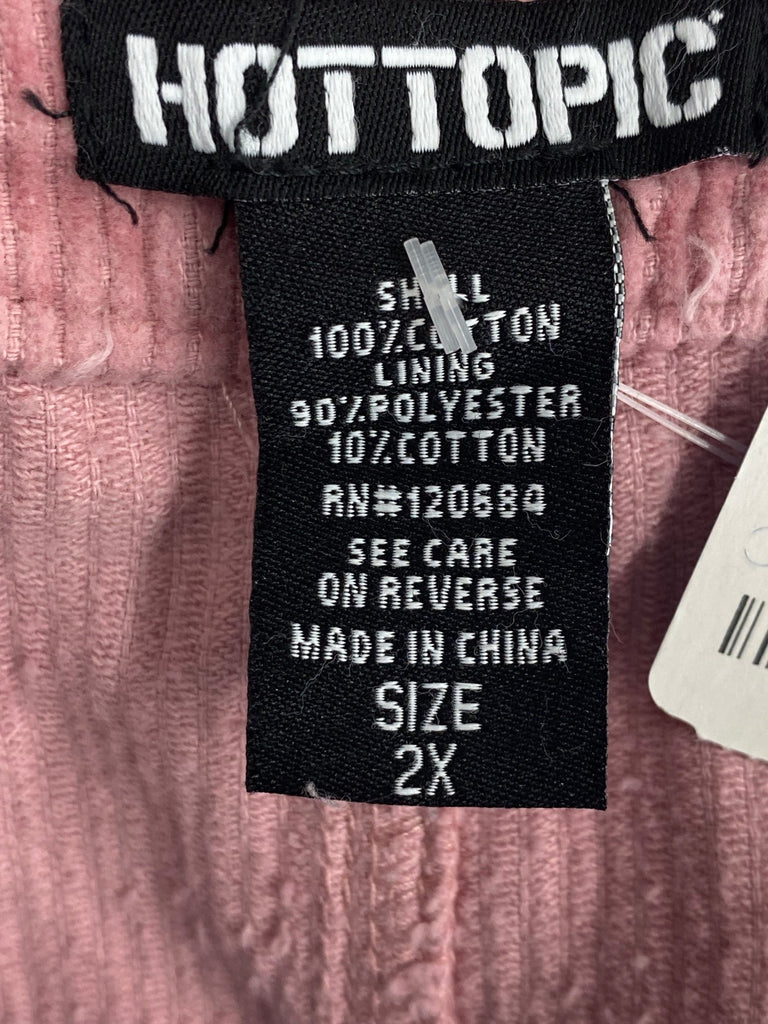 HOTTOPIC
SHELL
100%COTTON
LINING
90%POLYESTER
10%COTTON
RN#120689
SEE CARE
ON REVERSE
MADE IN CHINA
SIZE
2X